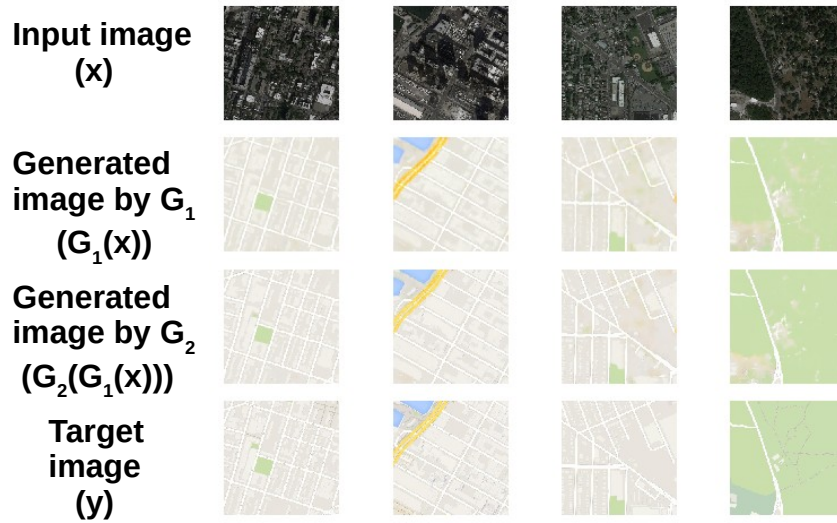 Input image
(x)
Generated
image by G₁
(G₁(x))
Generated
image by G₂
(G₂(G₁(x)))
Target
image
(y)